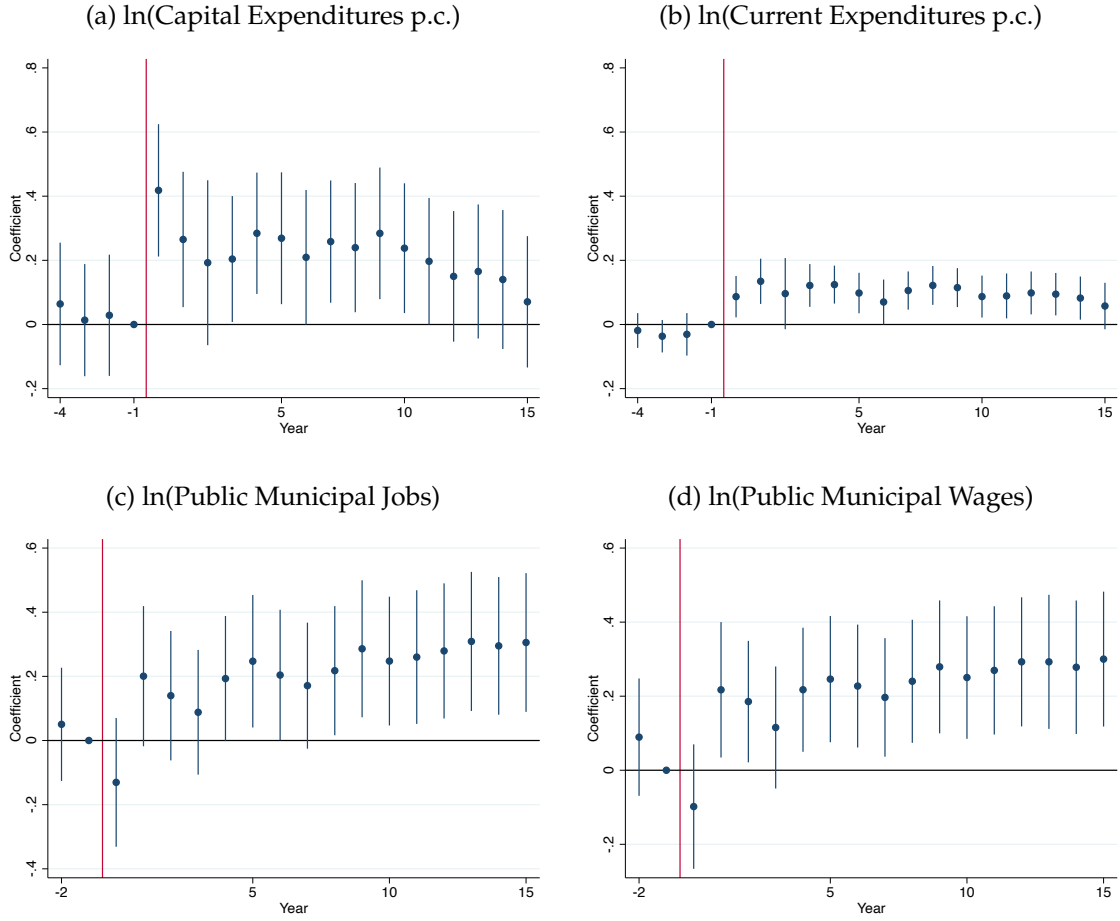 (a) ln(Capital Expenditures p.c.)
.8
.6
.4
.2
0
-.2
Coefficient
-4 -1 5 10 15
Year
(b) ln(Current Expenditures p.c.)
.8
.6
.4
.2
0
-.2
Coefficient
-4 -1 5 10 15
Year
(c) ln(Public Municipal Jobs)
.6
.4
.2
0
-.2
-.4
Coefficient
-2 5 10 15
Year
(d) ln(Public Municipal Wages)
.6
.4
.2
0
-.2
Coefficient
-2 5 10 15
Year